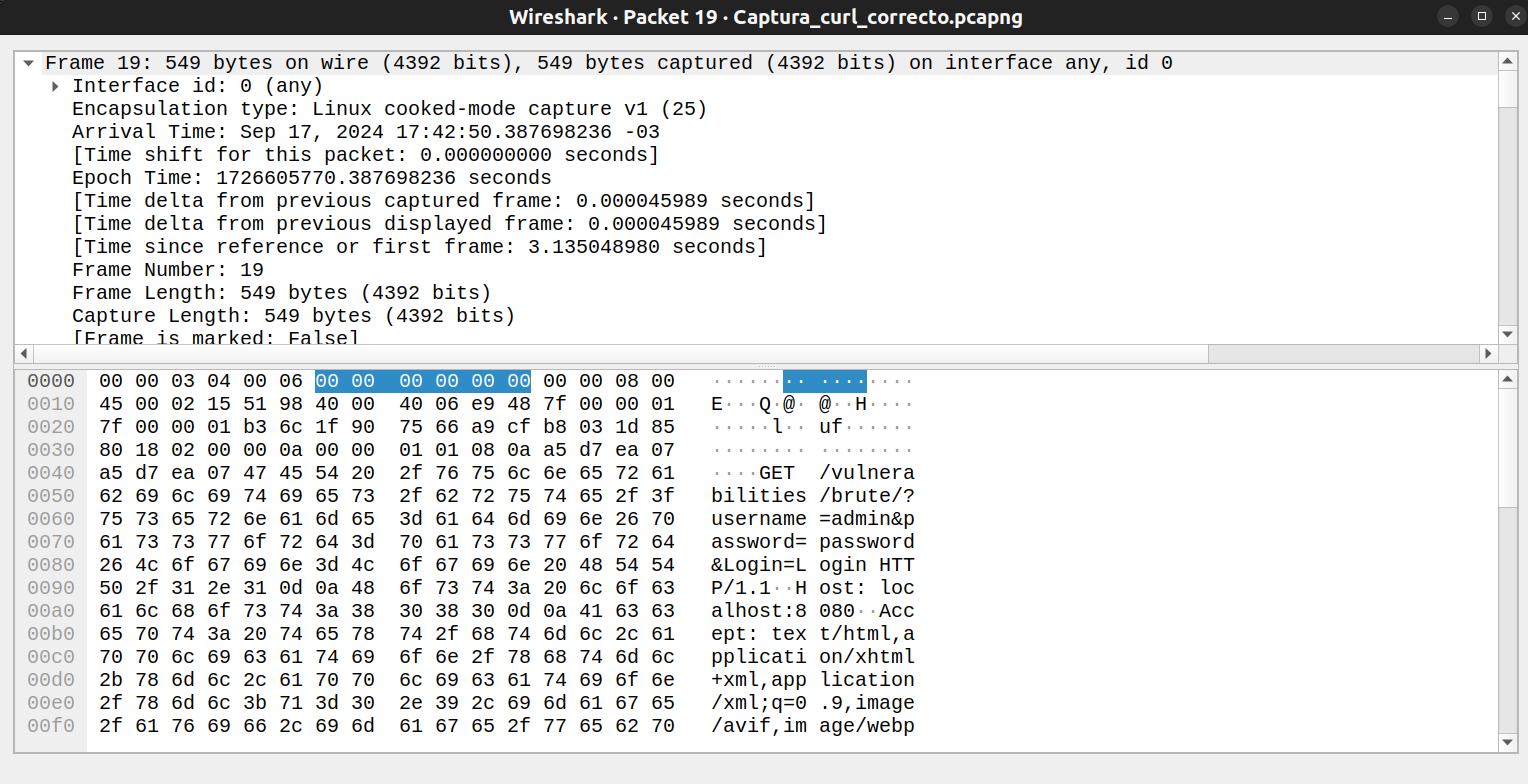 Wireshark · Packet 19 · Captura_curl_correcto.pcapng
Frame 19: 549 bytes on wire (4392 bits), 549 bytes captured (4392 bits) on interface any, id 0
Interface id: 0 (any)
Encapsulation type: Linux cooked-mode capture v1 (25)
Arrival Time: Sep 17, 2024 17:42:50.387698236 -03
[Time shift for this packet: 0.000000000 seconds]
Epoch Time: 1726605770.387698236 seconds
[Time delta from previous captured frame: 0.000045989 seconds]
[Time delta from previous displayed frame: 0.000045989 seconds]
[Time since reference or first frame: 3.135048980 seconds]
Frame Number: 19
Frame Length: 549 bytes (4392 bits)
Capture Length: 549 bytes (4392 bits)
[Frame is marked: False]
0000 00 00 03 04 00 06 00 00 00 00 00 00 00 00 08 00 ········ ········
0010 45 00 02 15 51 98 40 00 40 06 e9 48 7f 00 00 01 E···Q·@· @··H····
0020 7f 00 00 01 b3 6c 1f 90 75 66 a9 cf b8 03 1d 85 ·····l·· uf······
0030 80 18 02 00 00 0a 00 00 01 01 08 0a a5 d7 ea 07 ········ ········
0040 a5 d7 ea 07 47 45 54 20 2f 76 75 6c 6e 65 72 61 ····GET  /vulnera
0050 62 69 6c 69 74 69 65 73 2f 62 72 75 74 65 2f 3f bilities /brute/?
0060 75 73 65 72 6e 61 6d 65 3d 61 64 6d 69 6e 26 70 username =admin&p
0070 61 73 73 77 6f 72 64 3d 70 61 73 73 77 6f 72 64 assword= password
0080 26 4c 6f 67 69 6e 3d 4c 6f 67 69 6e 20 48 54 54 &Login=L ogin HTT
0090 50 2f 31 2e 31 0d 0a 48 6f 73 74 3a 20 6c 6f 63 P/1.1··H ost: loc
00a0 61 6c 68 6f 73 74 3a 38 30 38 30 0d 0a 41 63 63 alhost:8 080··Acc
00b0 65 70 74 3a 20 74 65 78 74 2f 68 74 6d 6c 2c 61 ept: tex t/html,a
00c0 70 70 6c 69 63 61 74 69 6f 6e 2f 78 68 74 6d 6c pplicati on/xhtml
00d0 2b 78 6d 6c 2c 61 70 70 6c 69 63 61 74 69 6f 6e +xml,app lication
00e0 2f 78 6d 6c 3b 71 3d 30 2e 39 2c 69 6d 61 67 65 /xml;q=0 .9,image
00f0 2f 61 76 69 66 2c 69 6d 61 67 65 2f 77 65 62 70 /avif,im age/webp